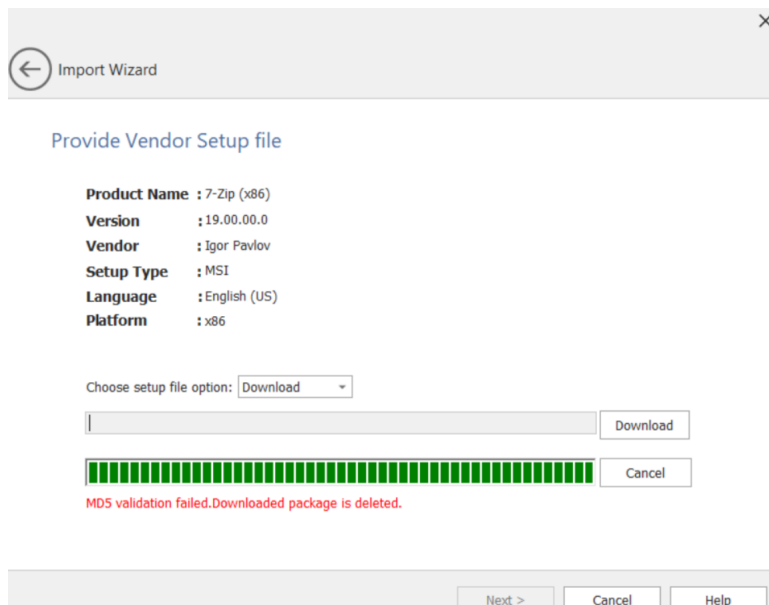 Import Wizard
Provide Vendor Setup file
Product Name : 7-Zip (x86)
Version : 19.00.00.0
Vendor : Igor Pavlov
Setup Type : MSI
Language : English (US)
Platform : x86
Choose setup file option: Download
Download
Cancel
MD5 validation failed.Downloaded package is deleted.
Next > Cancel Help